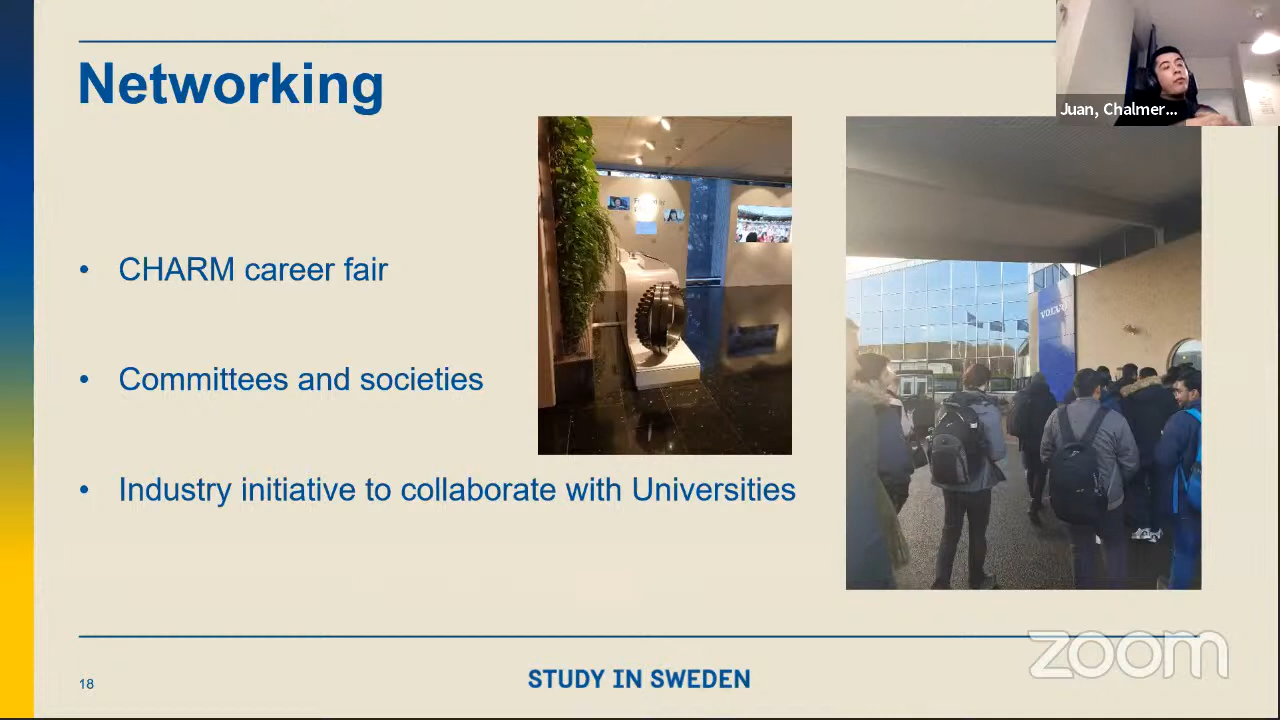 Networking
Juan, Chalmer...
• CHARM career fair
VOLVO
• Committees and societies
• Industry initiative to collaborate with Universities
zoom
18
STUDY IN SWEDEN